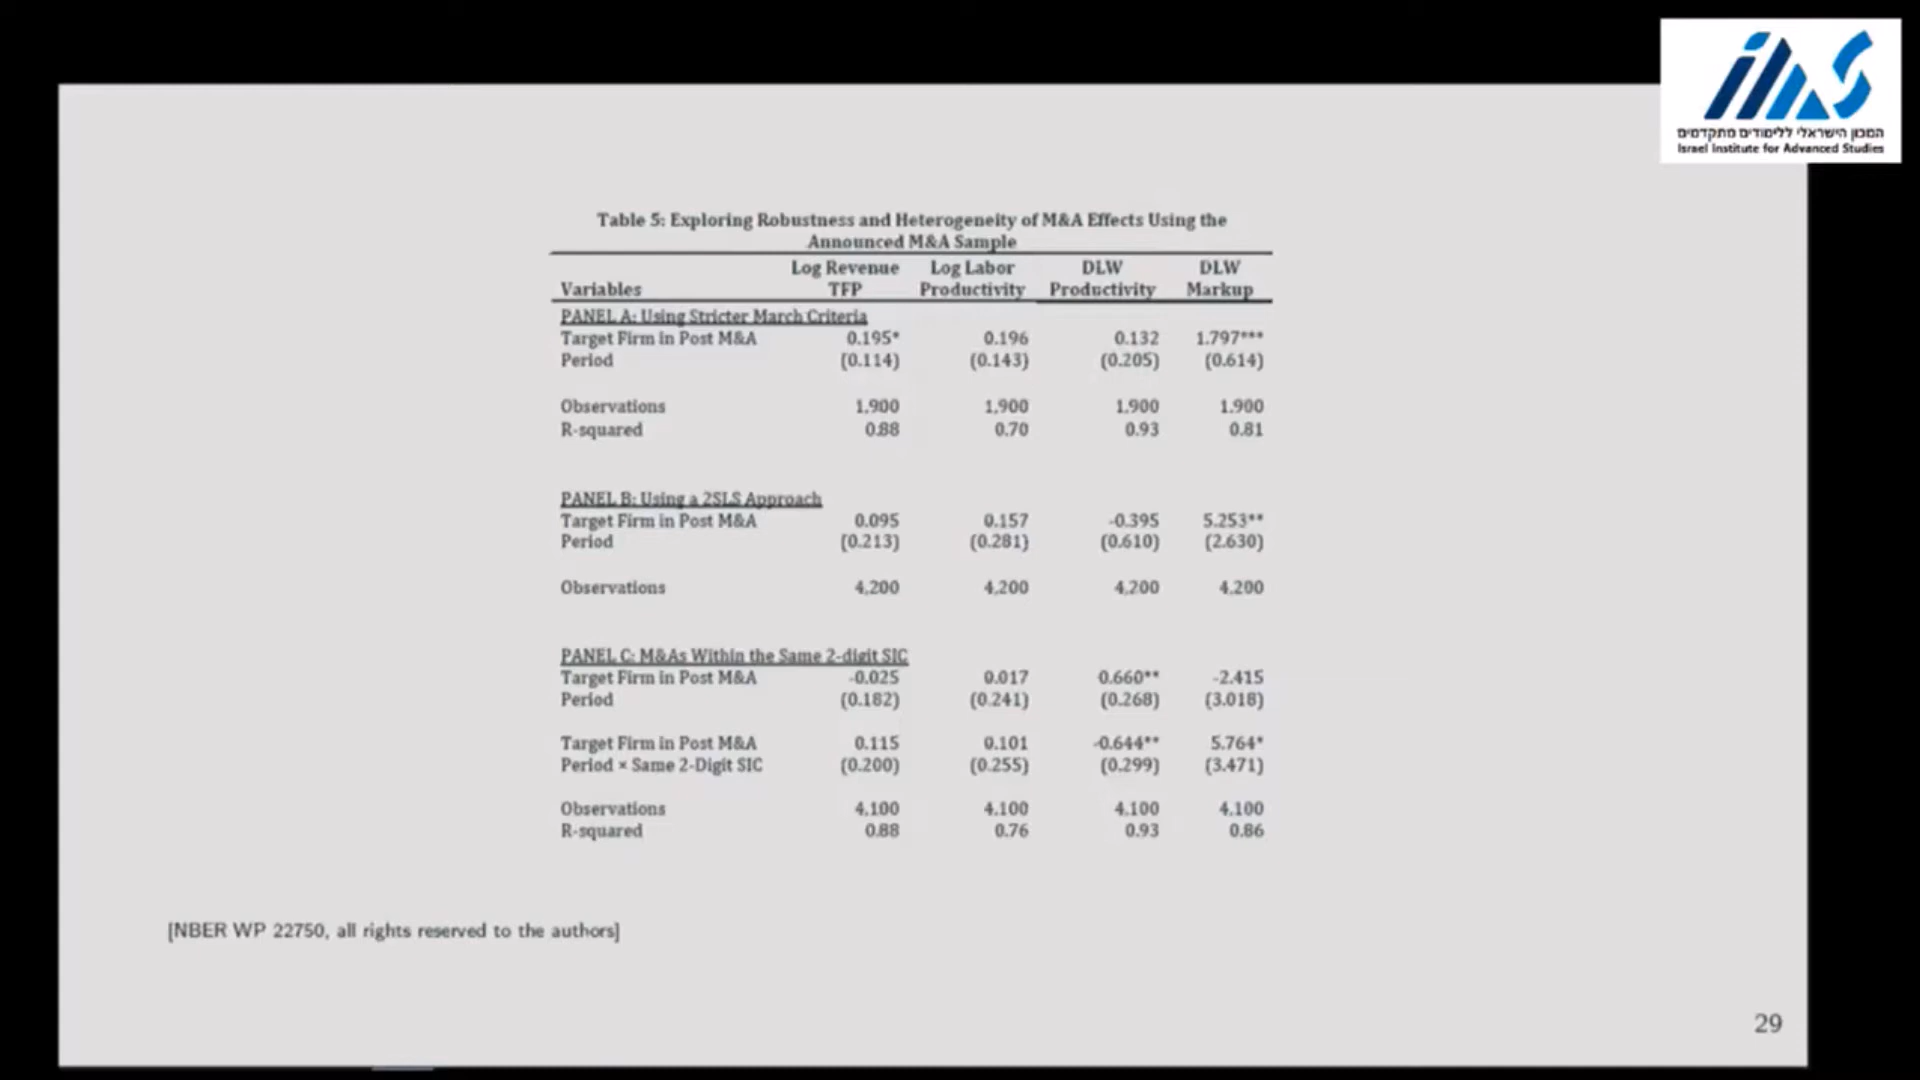 המכון הישראלי ללימודים מתקדמים
Israel Institute for Advanced Studies
Table 5: Exploring Robustness and Heterogeneity of M&A Effects Using the
Announced M&A Sample
Variables Log Revenue TFP Log Labor Productivity DLW Productivity DLW Markup
PANEL A: Using Stricter March Criteria
Target Firm in Post M&A 0.195* 0.196 0.132 1.797***
Period (0.114) (0.143) (0.205) (0.614)
Observations 1,900 1,900 1,900 1,900
R-squared 0.88 0.70 0.93 0.81
PANEL B: Using a 2SLS Approach
Target Firm in Post M&A 0.095 0.157 -0.395 5.253**
Period (0.213) (0.281) (0.610) (2.630)
Observations 4,200 4,200 4,200 4,200
PANEL C: M&As Within the Same 2-digit SIC
Target Firm in Post M&A -0.025 0.017 0.660** -2.415
Period (0.182) (0.241) (0.268) (3.018)
Target Firm in Post M&A 0.115 0.101 -0.644** 5.764*
Period × Same 2-Digit SIC (0.200) (0.255) (0.299) (3.471)
Observations 4,100 4,100 4,100 4,100
R-squared 0.88 0.76 0.93 0.86
[NBER WP 22750, all rights reserved to the authors]
29